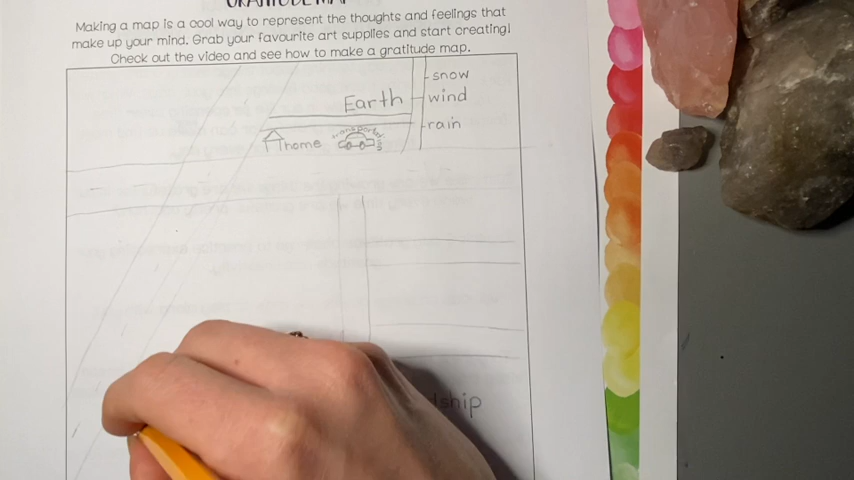 GRATITUDE MAP
Making a map is a cool way to represent the thoughts and feelings that
make up your mind. Grab your favourite art supplies and start creating!
Check out the video and see how to make a gratitude map.
snow
Earth
wind
rain
transportation
home